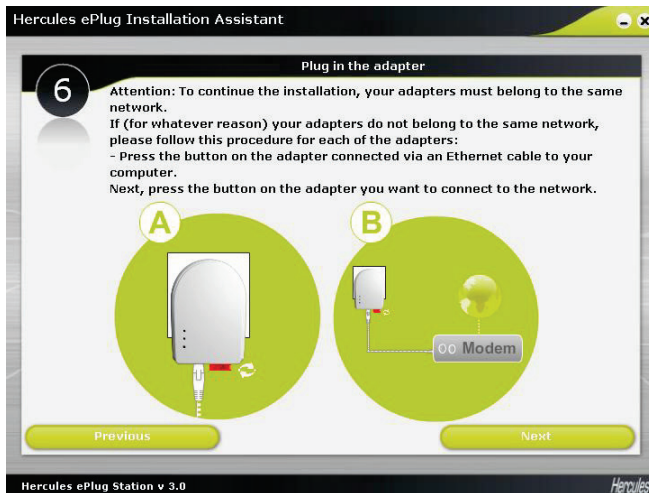 Hercules ePlug Installation Assistant
Plug in the adapter
6
Attention: To continue the installation, your adapters must belong to the same
network.
If (for whatever reason) your adapters do not belong to the same network,
please follow this procedure for each of the adapters:
- Press the button on the adapter connected via an Ethernet cable to your
computer.
Next, press the button on the adapter you want to connect to the network.
A
B
Modem
Previous
Next
Hercules ePlug Station v 3.0
Hercules